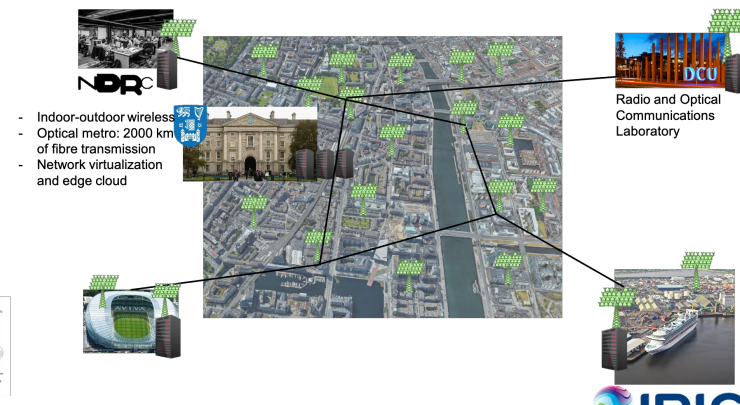 NDRC
DCU
Radio and Optical
Communications
Laboratory
- Indoor-outdoor wireless
- Optical metro: 2000 km
of fibre transmission
- Network virtualization
and edge cloud
AVIVA